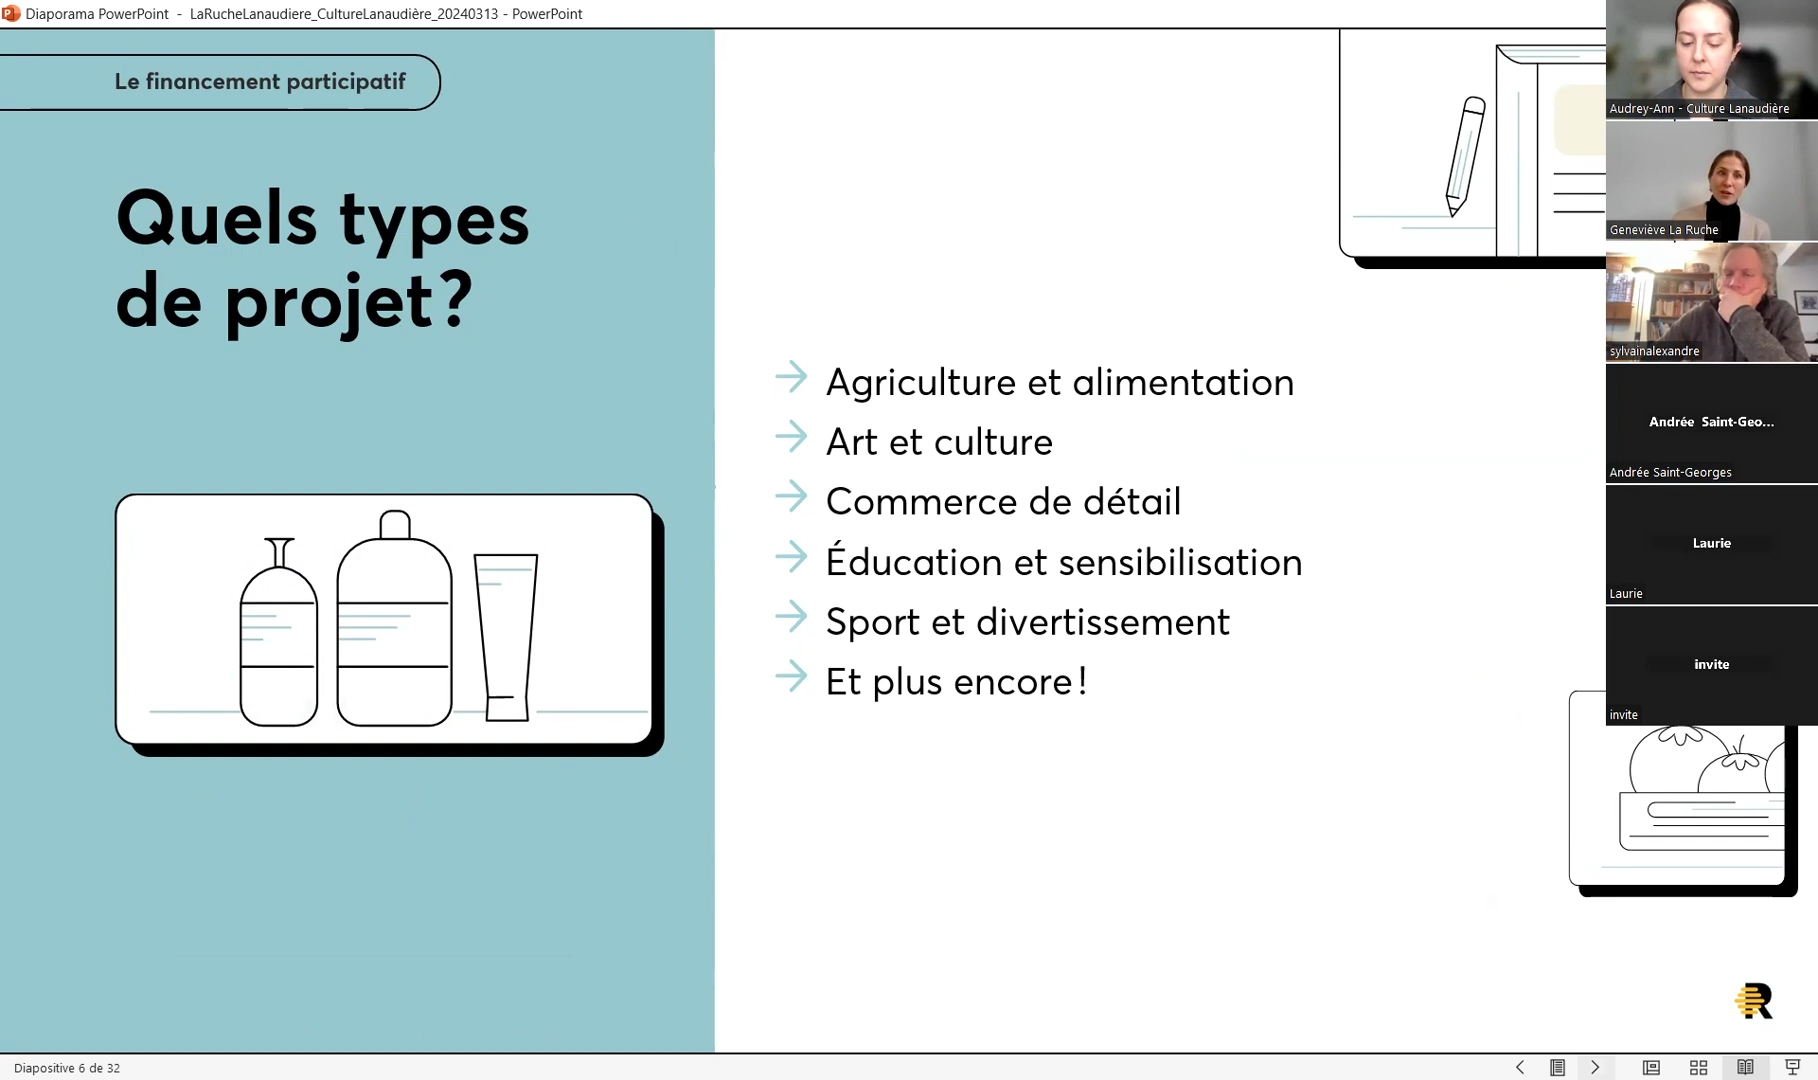 Diaporama PowerPoint - LaRucheLanaudiere_CultureLanaudière_20240313 - PowerPoint
Le financement participatif
Quels types
de projet ?
Agriculture et alimentation
Art et culture
Commerce de détail
Éducation et sensibilisation
Sport et divertissement
Et plus encore !
Audrey-Ann - Culture Lanaudière
Geneviève La Ruche
sylvainalexandre
Andrée Saint-Geo...
Andrée Saint-Georges
Laurie
Laurie
invite
invite
R
Diapositive 6 de 32